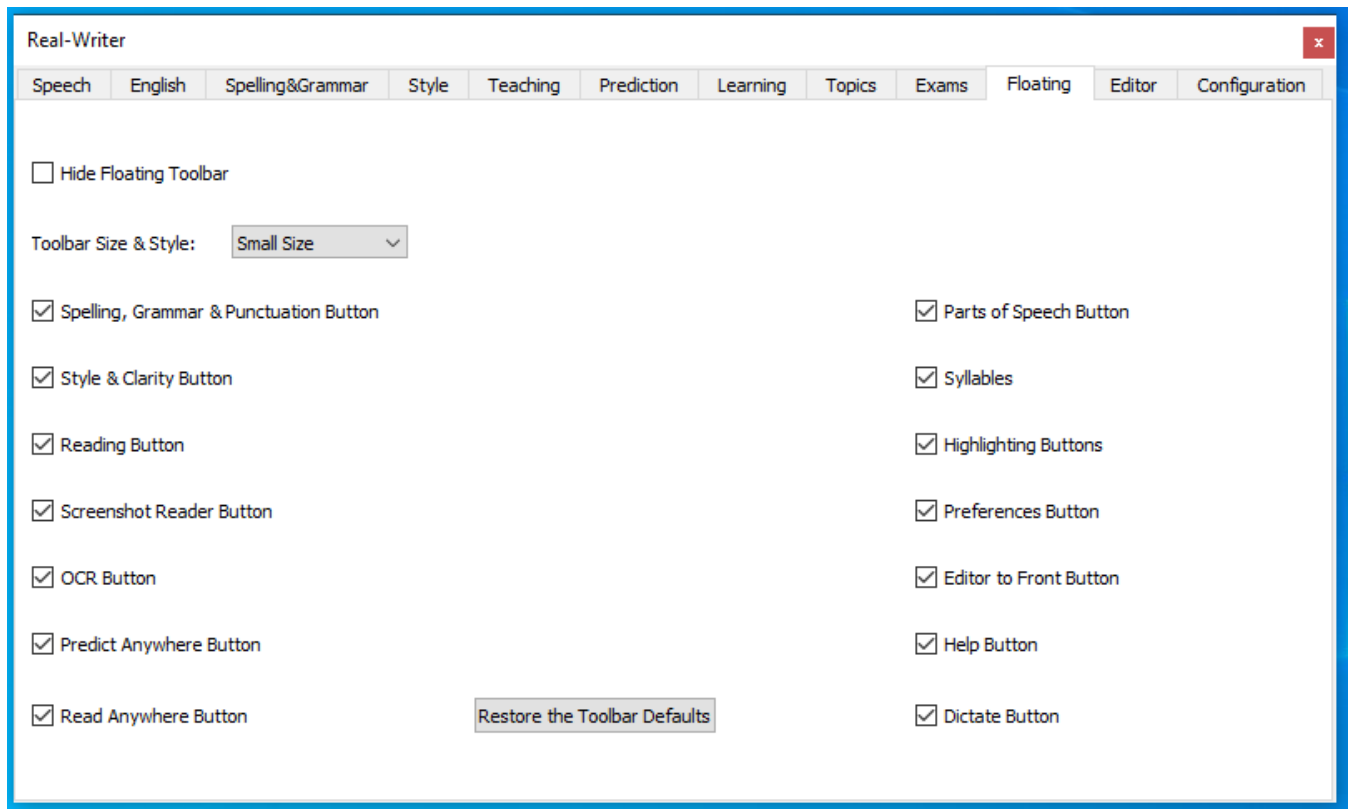 Real-Writer
x
Speech English Spelling&Grammar Style Teaching Prediction Learning Topics Exams Floating Editor Configuration
Hide Floating Toolbar
Toolbar Size & Style: Small Size
Spelling, Grammar & Punctuation Button Parts of Speech Button
Style & Clarity Button Syllables
Reading Button Highlighting Buttons
Screenshot Reader Button Preferences Button
OCR Button Editor to Front Button
Predict Anywhere Button Help Button
Read Anywhere Button Restore the Toolbar Defaults Dictate Button